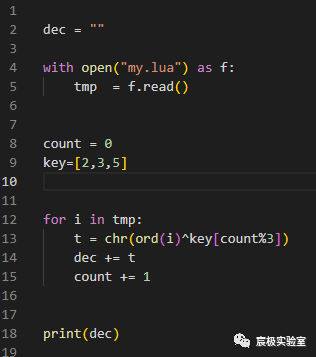 1
2 dec = ""
3
4 with open("my.lua") as f:
5     tmp  = f.read()
6
7
8 count = 0
9 key=[2,3,5]
10
11
12 for i in tmp:
13     t = chr(ord(i)^key[count%3])
14     dec += t
15     count += 1
16
17
18 print(dec)
19
宸极实验室